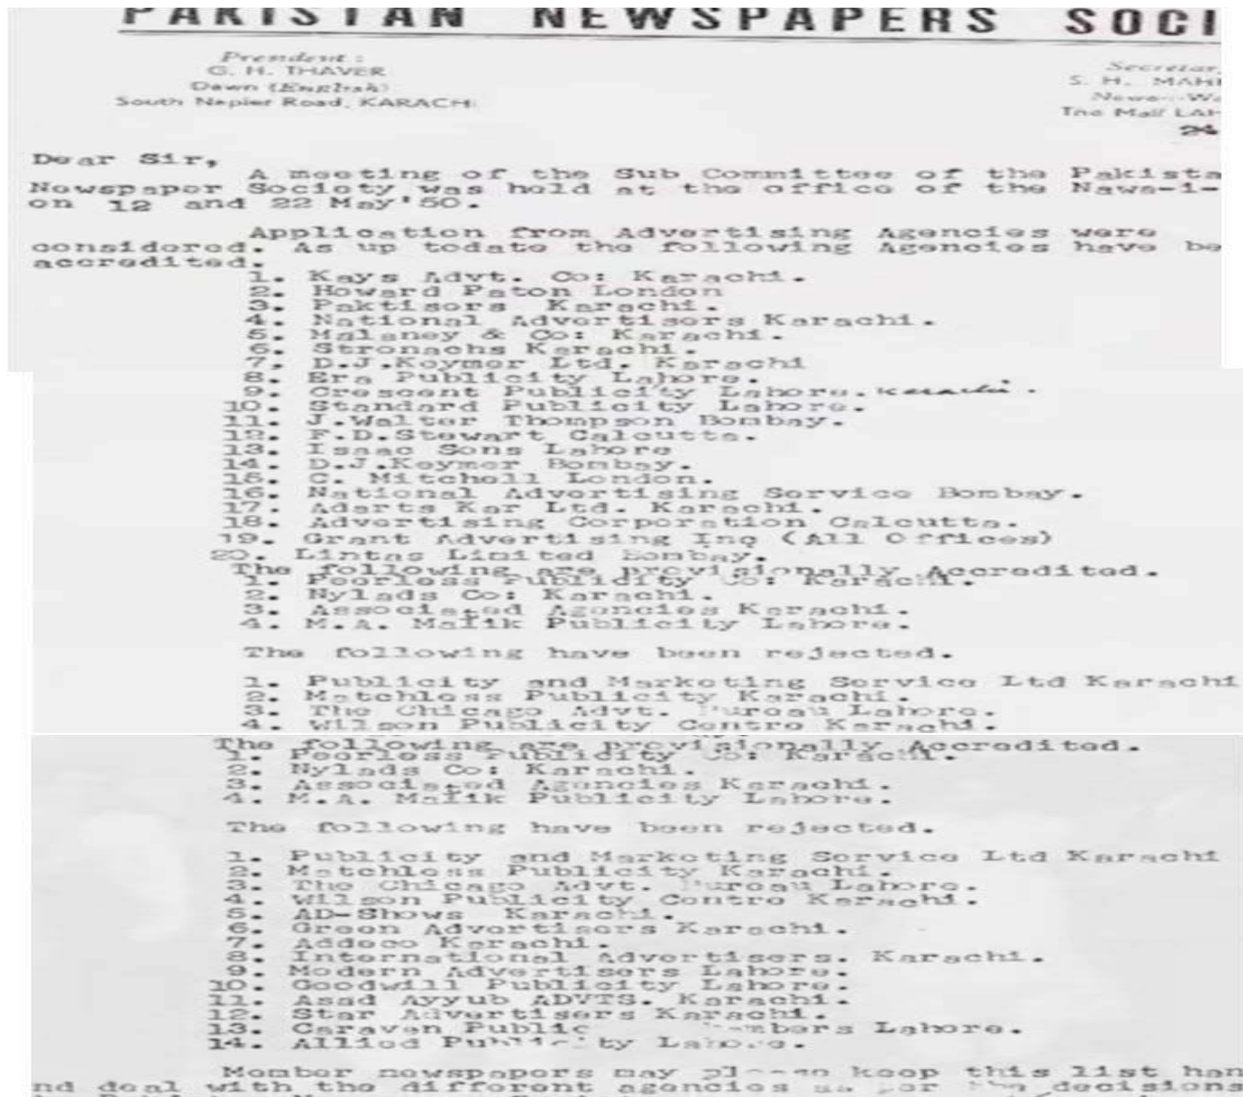 PAKISTAN NEWSPAPERS SOCI
President :
G. H. THAVER
Dawn (English)
South Napier Road, KARACHI
Secretar
S. H. MAH
Nawa-i-Wa
The Mall LAH
24
Dear Sir,
A meeting of the Sub Committee of the Pakista
Newspaper Society was held at the office of the Nawa-i-
on 12 and 22 May'50.
Application from Advertising Agencies were
considered. As up todate the following Agencies have be
accredited.
1. Kays Advt. Co: Karachi.
2. Howard Paton London
3. Paktisors Karachi.
4. National Advertisers Karachi.
5. Malaney & Co: Karachi.
6. Stronachs Karachi.
7. D.J.Keymer Ltd. Karachi
8. Era Publicity Lahore.
9. Crescent Publicity Lahore. Karachi.
10. Standard Publicity Lahore.
11. J.Walter Thompson Bombay.
12. F.D.Stewart Calcutta.
13. Isaac Sons Lahore
14. D.J.Keymer Bombay.
15. C. Mitchell London.
16. National Advertising Service Bombay.
17. Adarts Kar Ltd. Karachi.
18. Advertising Corporation Calcutta.
19. Grant Advertising Inc (All Offices)
20. Lintas Limited Bombay.
The following are provisionally Accredited.
1. Peerless Publicity Co: Karachi.
2. Nylads Co: Karachi.
3. Associated Agencies Karachi.
4. M.A. Malik Publicity Lahore.
The following have been rejected.
1. Publicity and Marketing Service Ltd Karachi
2. Matchless Publicity Karachi.
3. The Chicago Advt. Bureau Lahore.
4. Wilson Publicity Centre Karachi.
The following are provisionally Accredited.
1. Peerless Publicity Co: Karachi.
2. Nylads Co: Karachi.
3. Associated Agencies Karachi.
4. M.A. Malik Publicity Lahore.
The following have been rejected.
1. Publicity and Marketing Service Ltd Karachi
2. Matchless Publicity Karachi.
3. The Chicago Advt. Bureau Lahore.
4. Wilson Publicity Centre Karachi.
5. AD-Shows Karachi.
6. Green Advertisers Karachi.
7. Addeco Karachi.
8. International Advertisers. Karachi.
9. Modern Advertisers Lahore.
10. Goodwill Publicity Lahore.
11. Asad Ayyub ADVTS. Karachi.
12. Star Advertisers Karachi.
13. Caravan Public mbers Lahore.
14. Allied Publicity Lahore.
Member newspapers may please keep this list han
nd deal with the different agencies as per the decisions